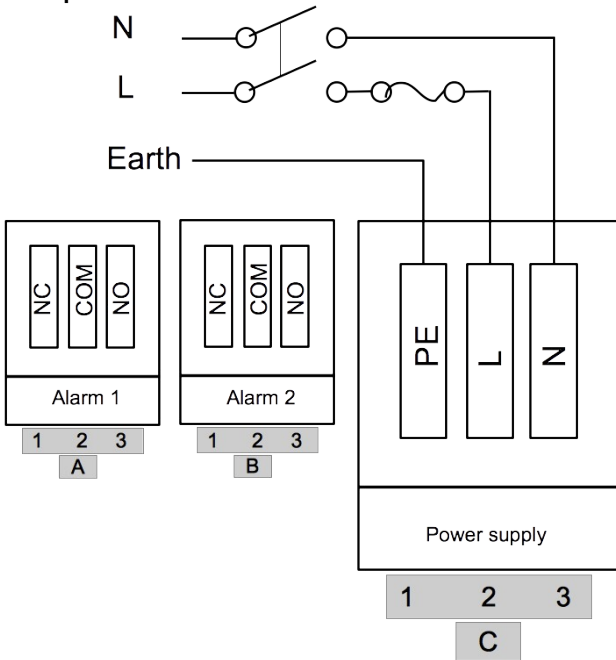 N
L
Earth
NC COM NO
NC COM NO
PE L N
Alarm 1
Alarm 2
1 2 3
1 2 3
A
B
Power supply
1 2 3
C